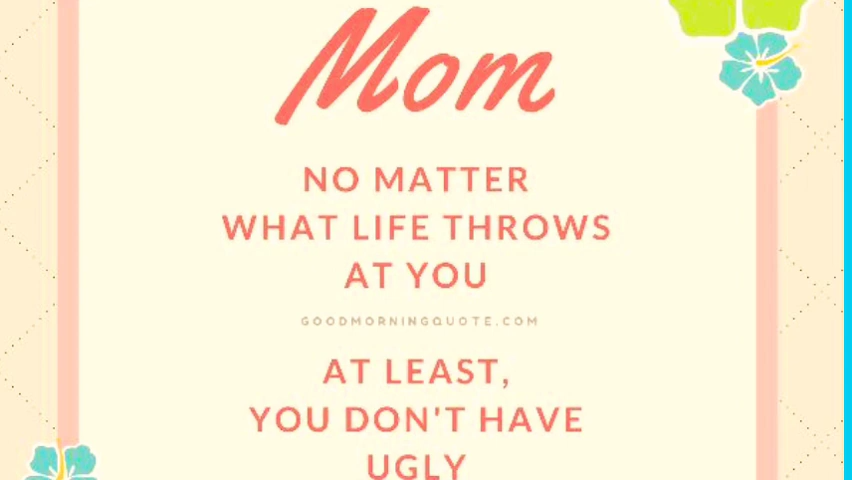 Mom
NO MATTER
WHAT LIFE THROWS
AT YOU
GOODMORNINGQUOTE.COM
AT LEAST,
YOU DON'T HAVE
UGLY